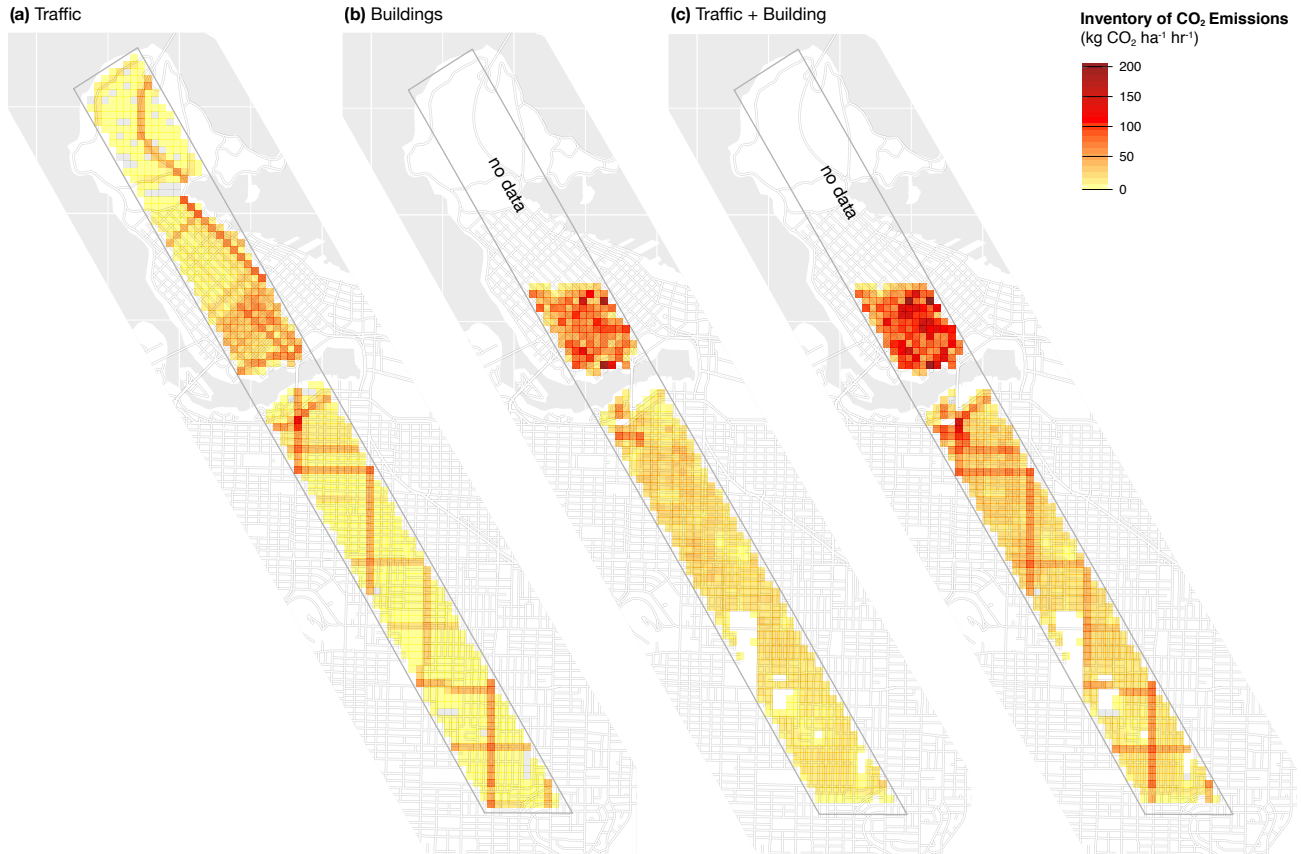 (a) Traffic
(b) Buildings
(c) Traffic + Building
Inventory of CO₂ Emissions
(kg CO₂ ha⁻¹ hr⁻¹)
200
150
100
50
0
no data
no data